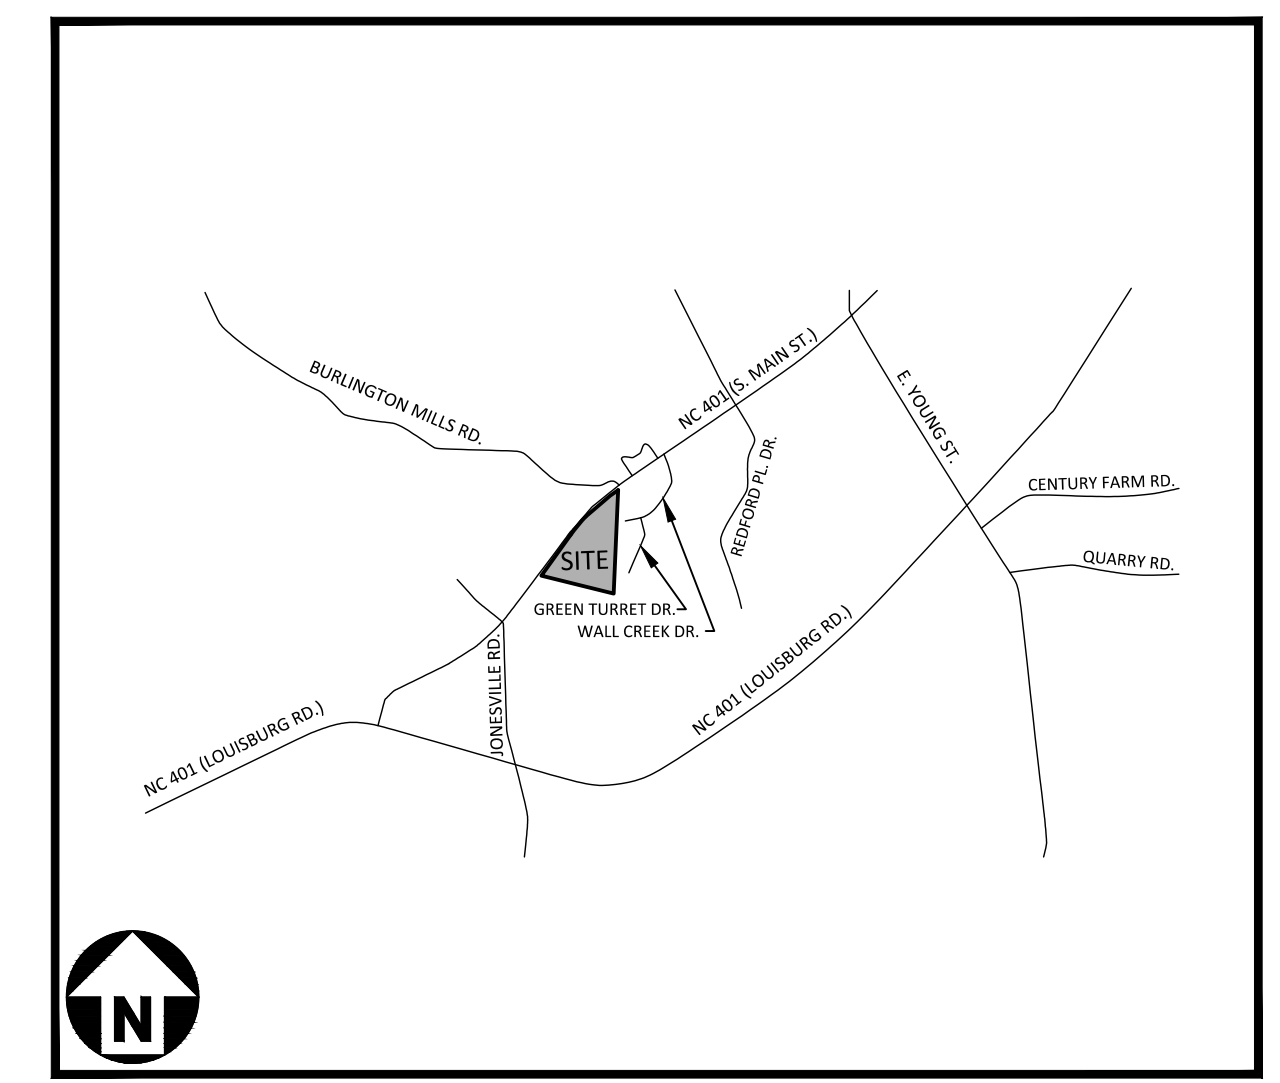 NC 401 (S. MAIN ST.)
BURLINGTON MILLS RD.
E. YOUNG ST.
REDFORD PL. DR.
CENTURY FARM RD.
QUARRY RD.
SITE
GREEN TURRET DR.
WALL CREEK DR.
JONESVILLE RD.
NC 401 (LOUISBURG RD.)
NC 401 (LOUISBURG RD.)
N